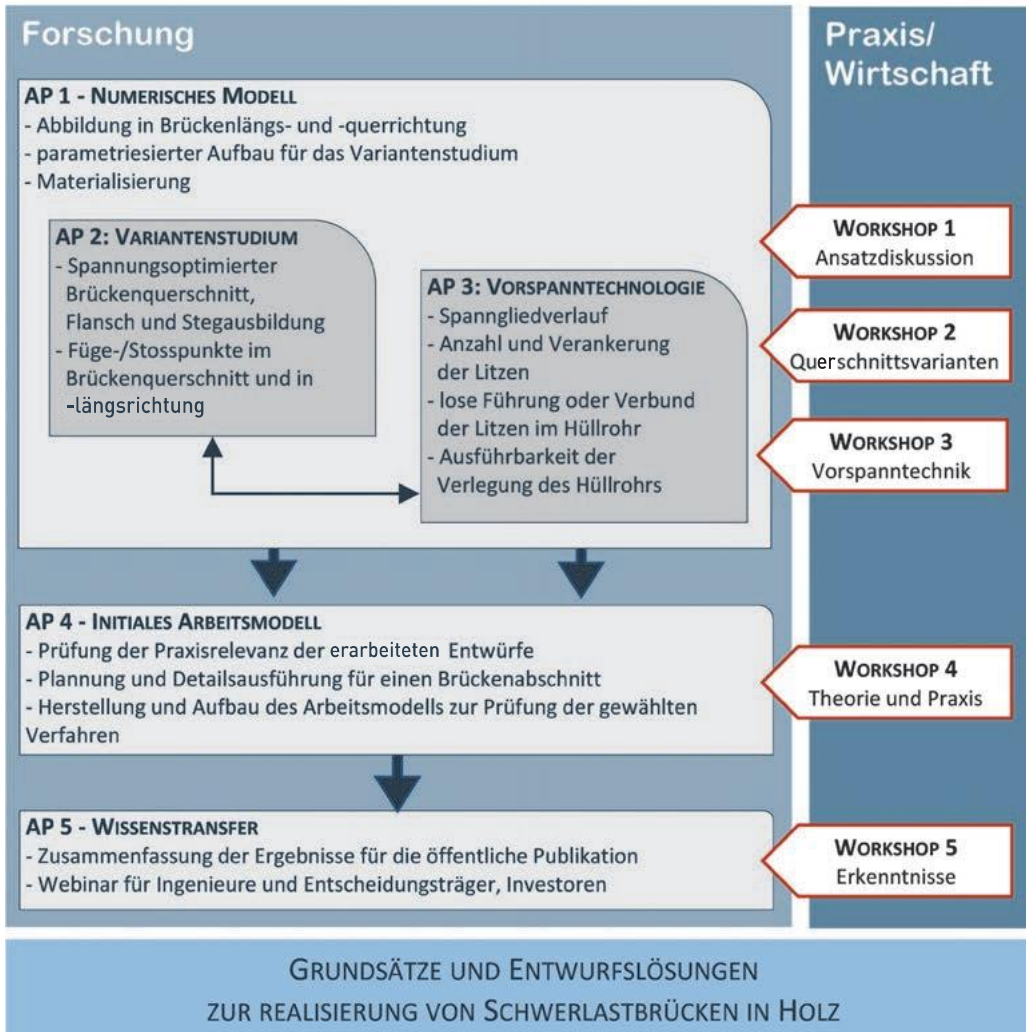 Forschung
AP 1 - NUMERISCHES MODELL
- Abbildung in Brückenlängs- und -querrichtung
- parametriesierter Aufbau für das Variantenstudium
- Materialisierung
AP 2: VARIANTENSTUDIUM
- Spannungsoptimierter
Brückenquerschnitt,
Flansch und Stegausbildung
- Füge-/Stosspunkte im
Brückenquerschnitt und in
-längsrichtung
AP 3: VORSPANNTECHNOLOGIE
- Spanngliedverlauf
- Anzahl und Verankerung
der Litzen
- lose Führung oder Verbund
der Litzen im Hüllrohr
- Ausführbarkeit der
Verlegung des Hüllrohrs
AP 4 - INITIALES ARBEITSMODELL
- Prüfung der Praxisrelevanz der erarbeiteten Entwürfe
- Plannung und Detailsausführung für einen Brückenabschnitt
- Herstellung und Aufbau des Arbeitsmodells zur Prüfung der gewählten
Verfahren
AP 5 - WISSENSTRANSFER
- Zusammenfassung der Ergebnisse für die öffentliche Publikation
- Webinar für Ingenieure und Entscheidungsträger, Investoren
Praxis/
Wirtschaft
WORKSHOP 1
Ansatzdiskussion
WORKSHOP 2
Querschnittsvarianten
WORKSHOP 3
Vorspanntechnik
WORKSHOP 4
Theorie und Praxis
WORKSHOP 5
Erkenntnisse
GRUNDSÄTZE UND ENTWURFSLÖSUNGEN
ZUR REALISIERUNG VON SCHWERLASTBRÜCKEN IN HOLZ